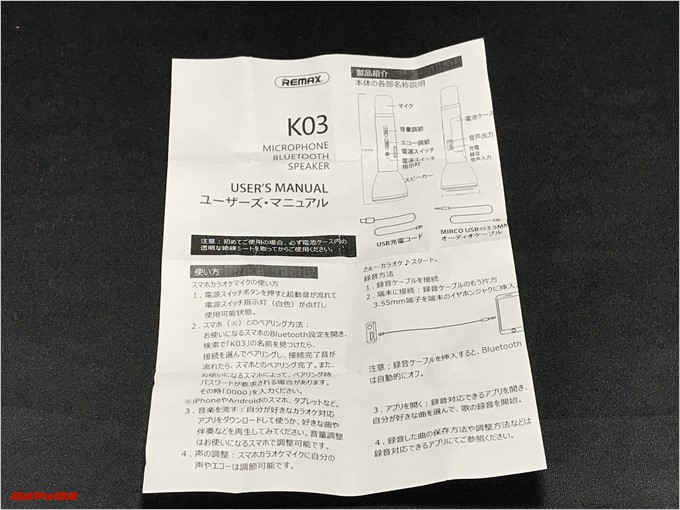 REMAX
K03
MICROPHONE
BLUETOOTH
SPEAKER
USER'S MANUAL
ユーザーズ・マニュアル
注意：初めてご使用の場合、必ず電池ケース内の
透明な絶縁シートを取ってからご使用ください。
使い方
スマホカラオケマイクの使い方
1．電源スイッチボタンを押すと起動音が流れて
電源スイッチ指示灯（白色）が点灯し
使用可能状態。
2．スマホ（※）とのペアリング方法：
お使いになるスマホのBluetooth設定を開き、
検索で「K03」の名前を見つけたら、
接続を選んでペアリングし、接続完了音が
流れたら、スマホとのペアリング完了。また、
お使いになるスマホによって、ペアリング時
パスワードが要求される場合があります。
その時「0000」を入力ください。
※iPhoneやAndroidのスマホ、タブレットなど。
3．音楽を流す：自分が好きなカラオケ対応
アプリをダウンロードして使うか、好きな曲や
伴奏などを再生してみてください。音量調整
はお使いになるスマホで調整可能です。
4．声の調整：スマホカラオケマイクに自分の
声やエコーは調節可能です。
製品紹介
本体の各部名称説明
マイク
音量調節
エコー調節
電源スイッチ
電源スイッチ
指示灯
スピーカー
電池ケース
音声出力
充電
録音
音声入力
USB充電コード
MIRCO USB⇔3.5MM
オーディオケーブル
さぁ～カラオケ♪スタート。
録音方法
1．録音ケーブルを接続
2．端末に接続：録音ケーブルのもう片方
3.55mm端子を端末のイヤホンジャクに挿入
注意：録音ケーブルを挿入すると、Bluetooth
は自動的にオフ。
3．アプリを開く：録音対応できるアプリを開き、
自分が好きな曲を選んで、歌の録音を開始。
4．録音した曲の保存方法や調整方法などは
録音対応できるアプリにてご参照ください。